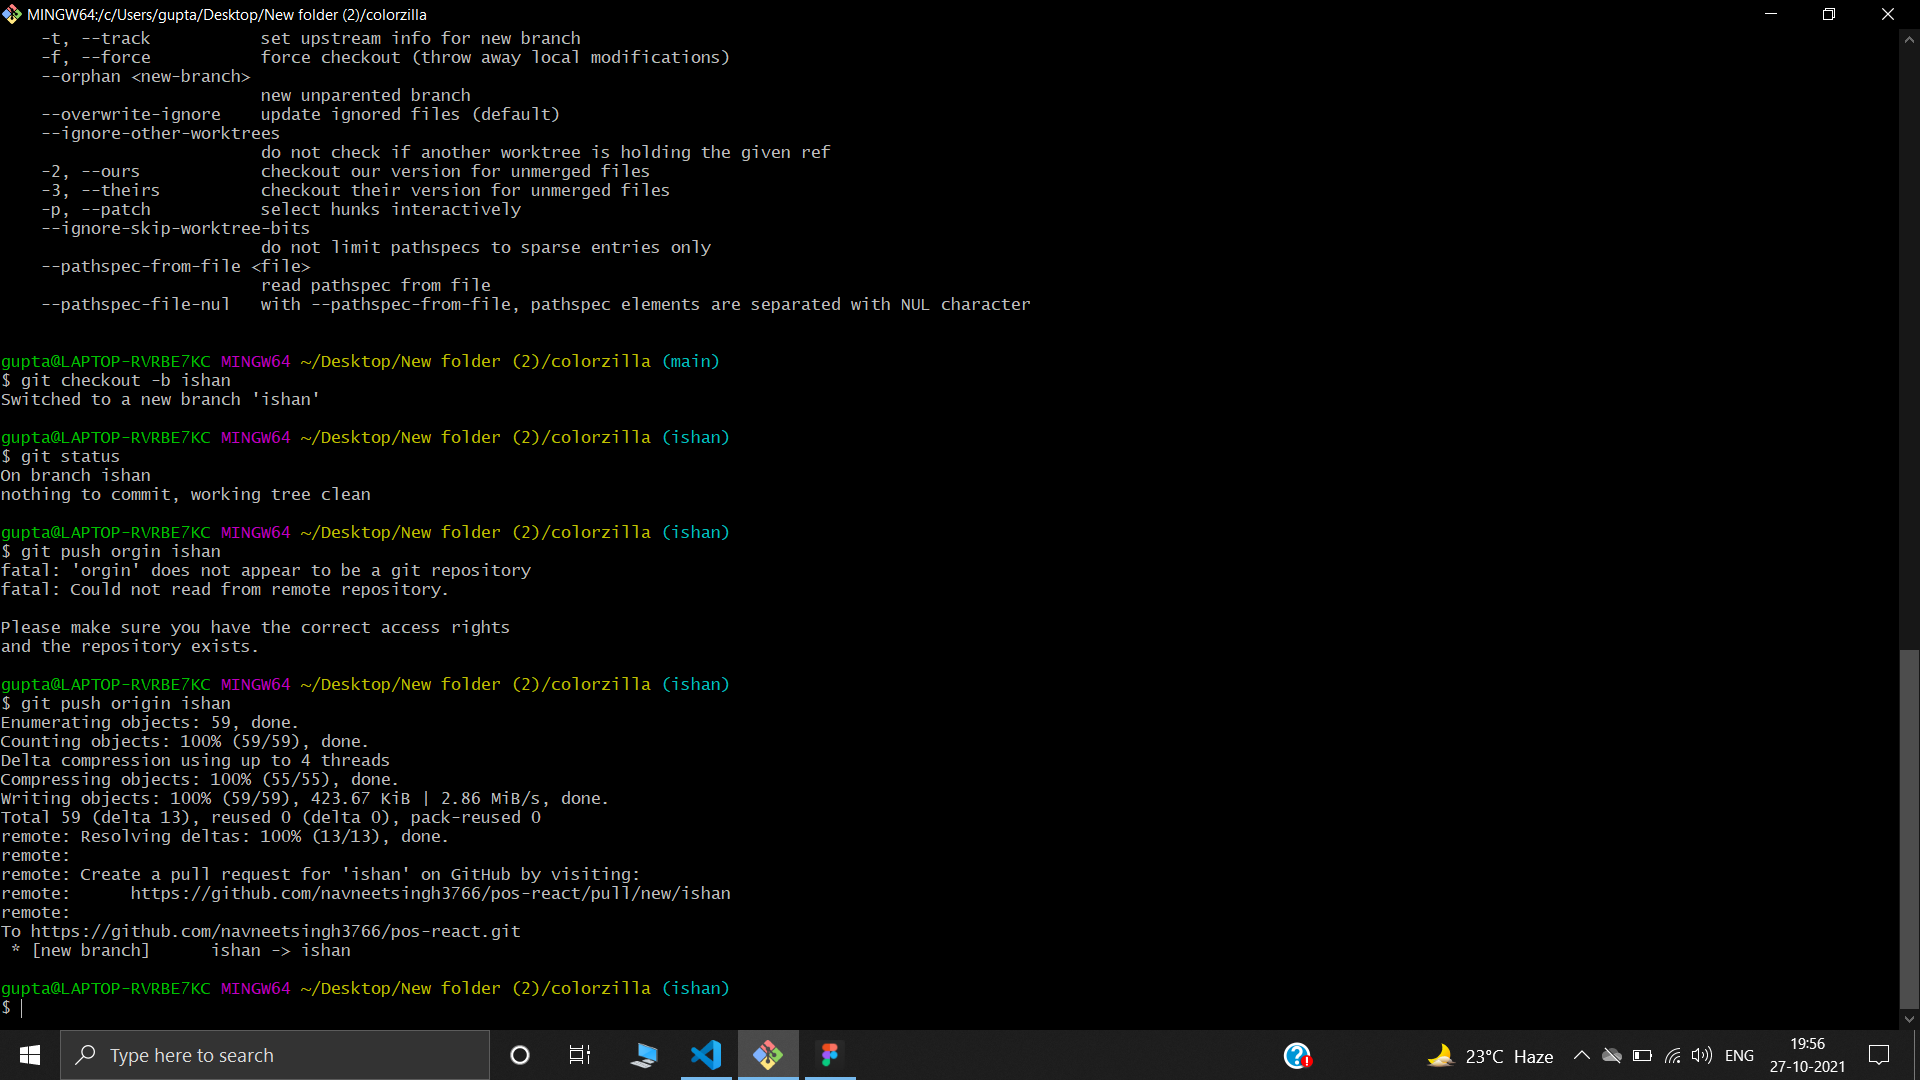 MINGW64:/c/Users/gupta/Desktop/New folder (2)/colorzilla
-t, --track           set upstream info for new branch
-f, --force           force checkout (throw away local modifications)
--orphan <new-branch>
new unparented branch
--overwrite-ignore    update ignored files (default)
--ignore-other-worktrees
do not check if another worktree is holding the given ref
-2, --ours            checkout our version for unmerged files
-3, --theirs          checkout their version for unmerged files
-p, --patch           select hunks interactively
--ignore-skip-worktree-bits
do not limit pathspecs to sparse entries only
--pathspec-from-file <file>
read pathspec from file
--pathspec-file-nul   with --pathspec-from-file, pathspec elements are separated with NUL character
gupta@LAPTOP-RVRBE7KC MINGW64 ~/Desktop/New folder (2)/colorzilla (main)
$ git checkout -b ishan
Switched to a new branch 'ishan'
gupta@LAPTOP-RVRBE7KC MINGW64 ~/Desktop/New folder (2)/colorzilla (ishan)
$ git status
On branch ishan
nothing to commit, working tree clean
gupta@LAPTOP-RVRBE7KC MINGW64 ~/Desktop/New folder (2)/colorzilla (ishan)
$ git push orgin ishan
fatal: 'orgin' does not appear to be a git repository
fatal: Could not read from remote repository.
Please make sure you have the correct access rights
and the repository exists.
gupta@LAPTOP-RVRBE7KC MINGW64 ~/Desktop/New folder (2)/colorzilla (ishan)
$ git push origin ishan
Enumerating objects: 59, done.
Counting objects: 100% (59/59), done.
Delta compression using up to 4 threads
Compressing objects: 100% (55/55), done.
Writing objects: 100% (59/59), 423.67 KiB | 2.86 MiB/s, done.
Total 59 (delta 13), reused 0 (delta 0), pack-reused 0
remote: Resolving deltas: 100% (13/13), done.
remote:
remote: Create a pull request for 'ishan' on GitHub by visiting:
remote:      https://github.com/navneetsingh3766/pos-react/pull/new/ishan
remote:
To https://github.com/navneetsingh3766/pos-react.git
* [new branch]      ishan -> ishan
gupta@LAPTOP-RVRBE7KC MINGW64 ~/Desktop/New folder (2)/colorzilla (ishan)
$
Type here to search
23°C Haze
ENG
19:56
27-10-2021